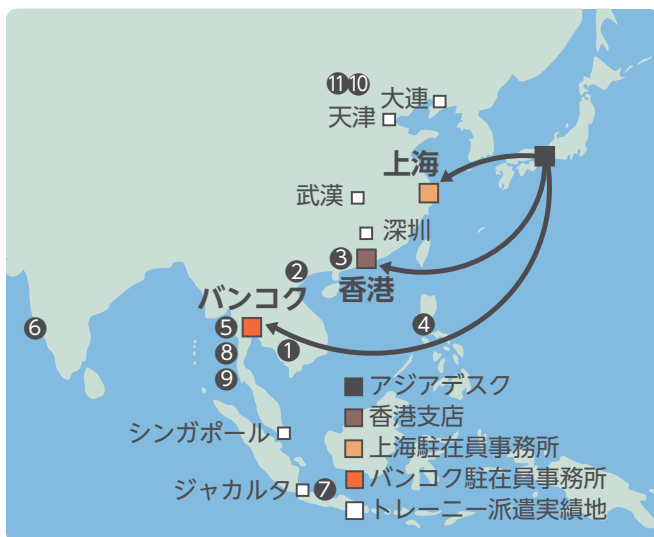 ⓫❿
大連
天津
上海
武漢
深圳
❸
香港
❷
バンコク
❻
❺
❹
❶
❽
❾
シンガポール
ジャカルタ
❼
アジアデスク
香港支店
上海駐在員事務所
バンコク駐在員事務所
トレーニー派遣実績地